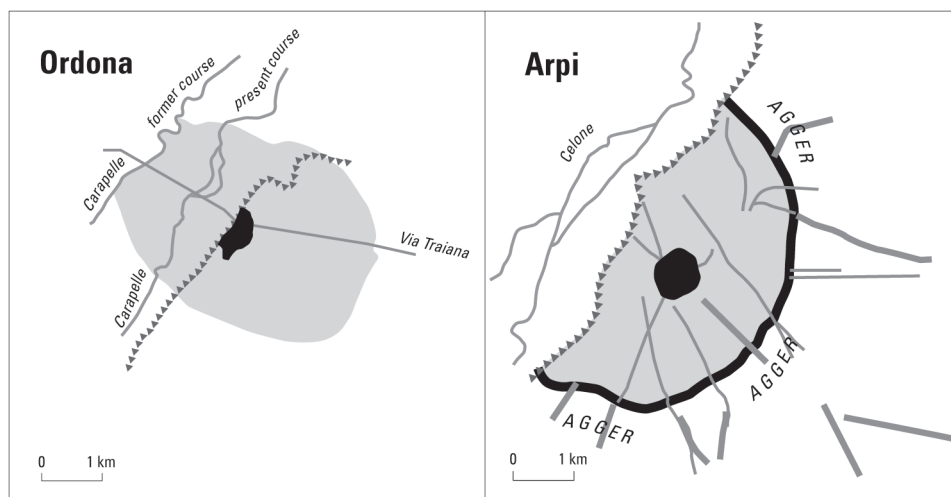 Ordona
former course
present course
Carapelle
Carapelle
Via Traiana
0 1 km
Arpi
Celone
AGGER
AGGER
AGGER
0 1 km